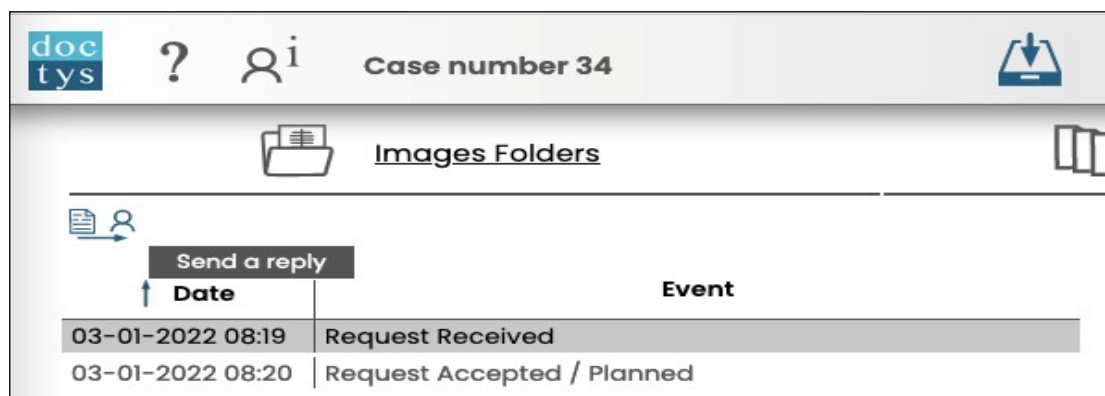 doc
tys
? i Case number 34
Images Folders
Send a reply
Date Event
03-01-2022 08:19 Request Received
03-01-2022 08:20 Request Accepted / Planned